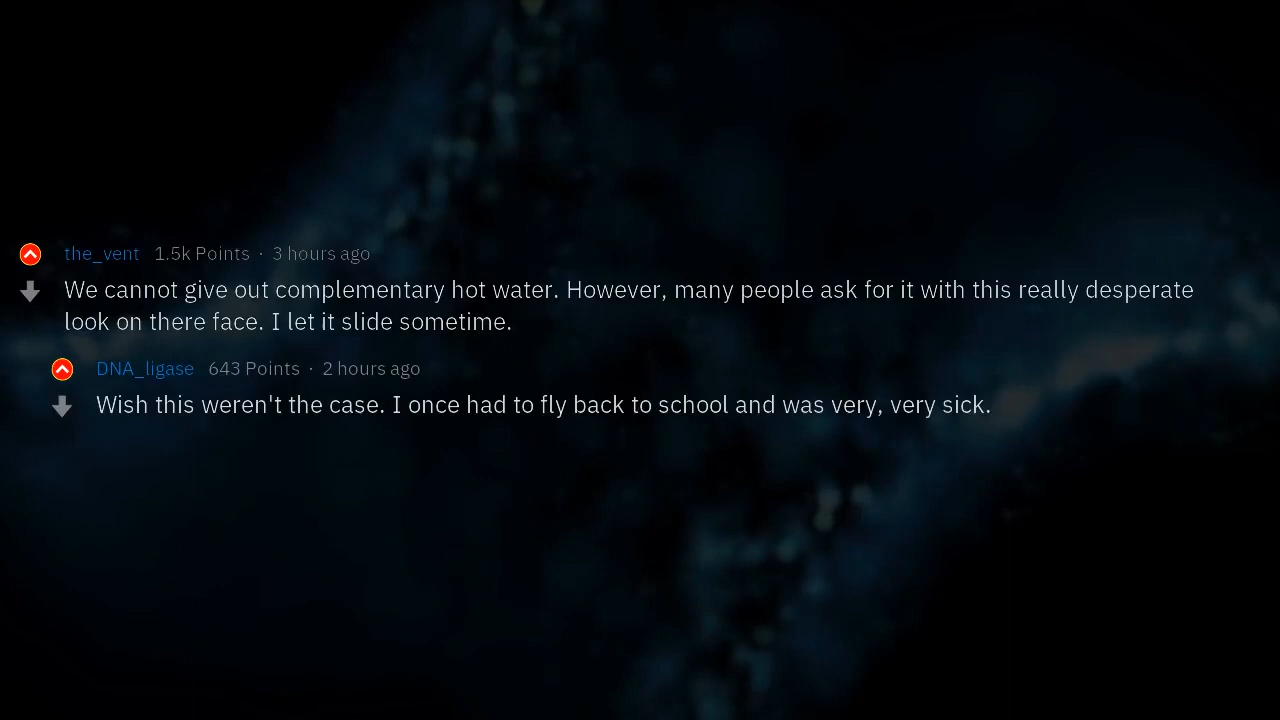 the_vent 1.5k Points · 3 hours ago
We cannot give out complementary hot water. However, many people ask for it with this really desperate
look on there face. I let it slide sometime.
DNA_ligase 643 Points · 2 hours ago
Wish this weren't the case. I once had to fly back to school and was very, very sick.